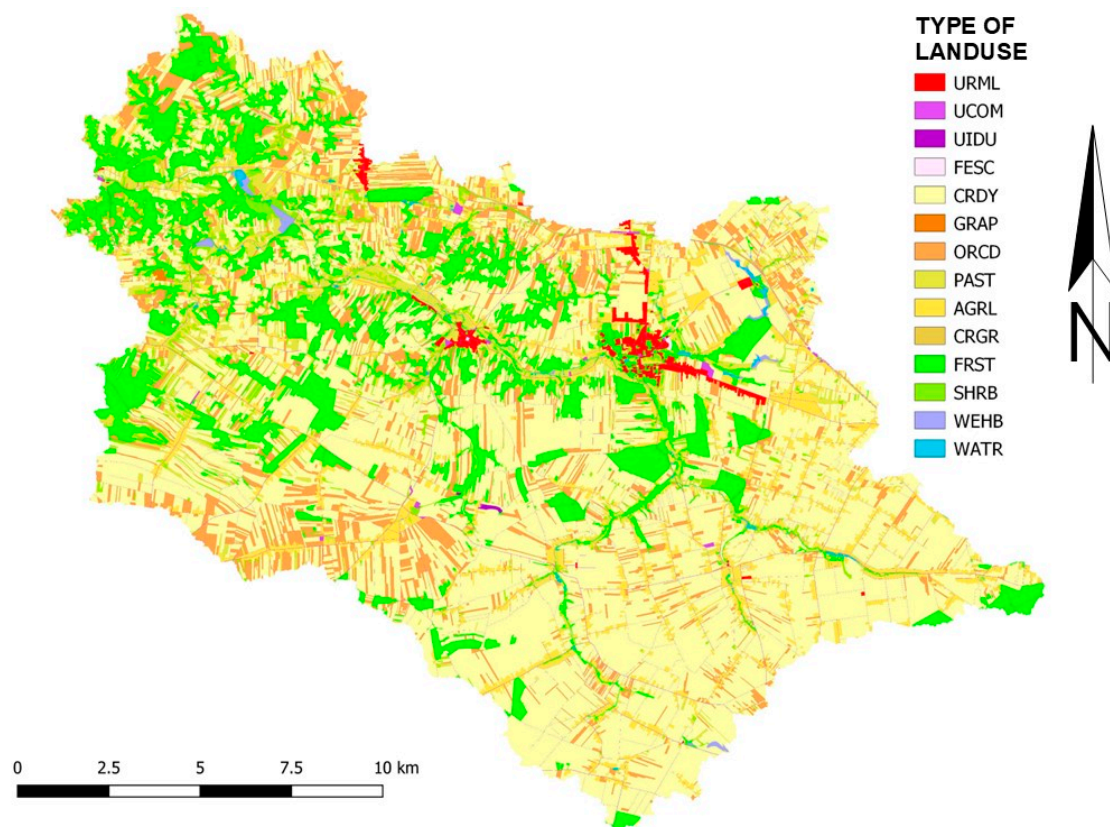 TYPE OF
LANDUSE
URML
UCOM
UIDU
FESC
CRDY
GRAP
ORCD
PAST
AGRL
CRGR
FRST
SHRB
WEHB
WATR
N
0 2.5 5 7.5 10 km